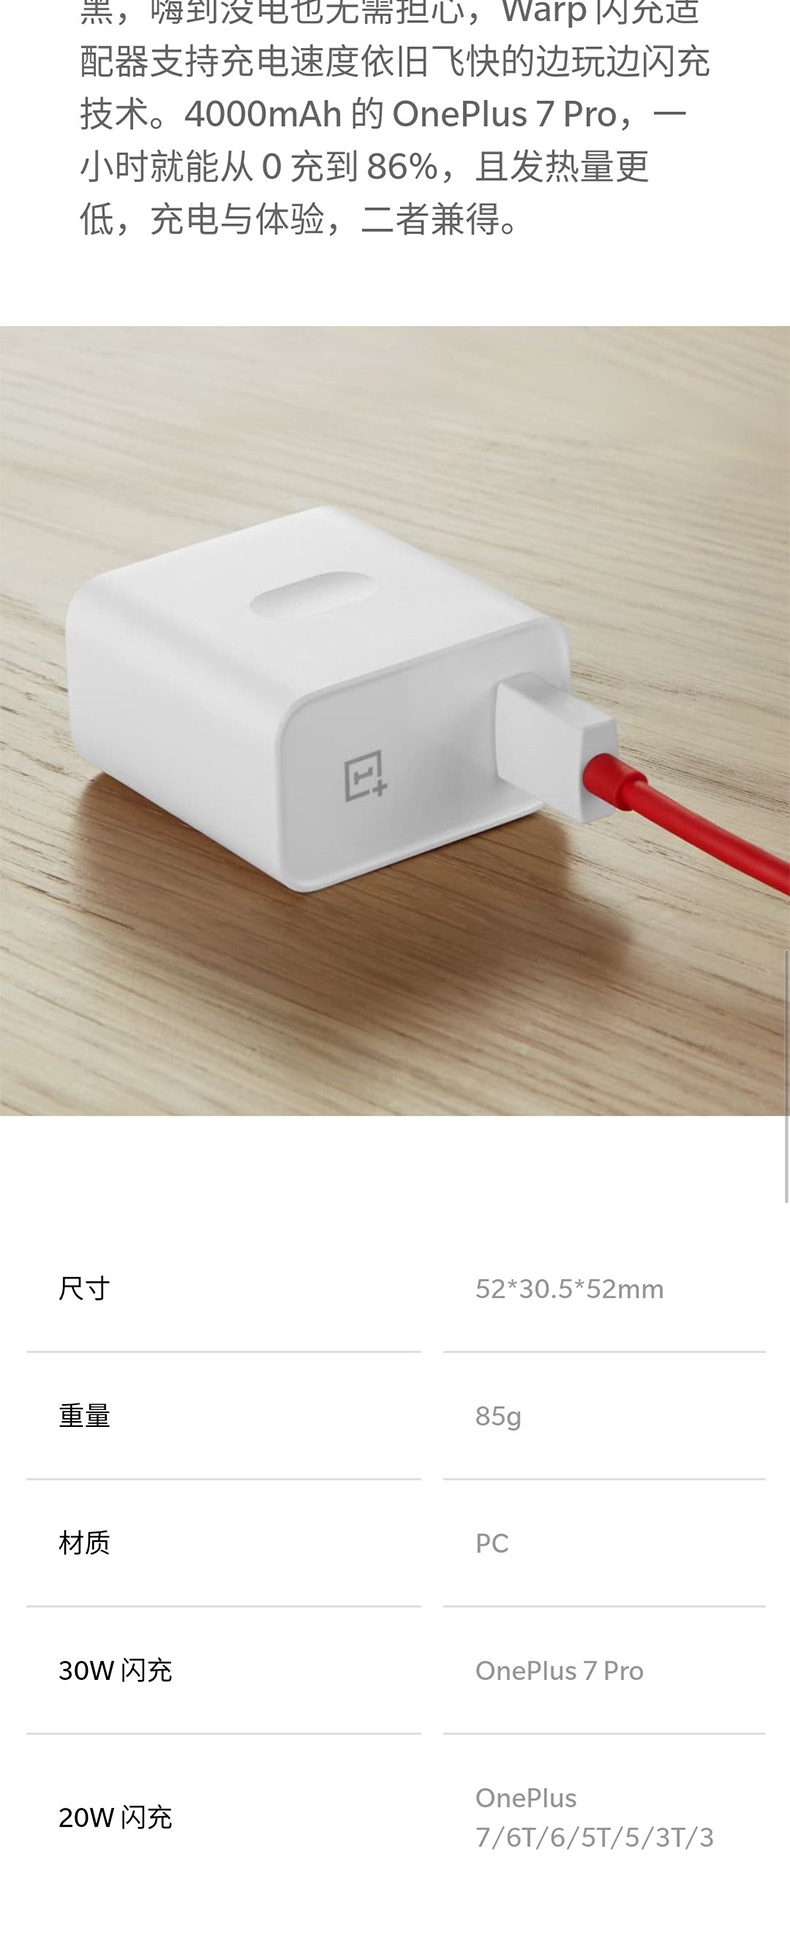 黑，嗨到没电也无需担心，Warp 闪充适
配器支持充电速度依旧飞快的边玩边闪充
技术。4000mAh 的 OnePlus 7 Pro，一
小时就能从 0 充到 86%，且发热量更
低，充电与体验，二者兼得。
尺寸 52*30.5*52mm
重量 85g
材质 PC
30W 闪充 OnePlus 7 Pro
20W 闪充 OnePlus
7/6T/6/5T/5/3T/3